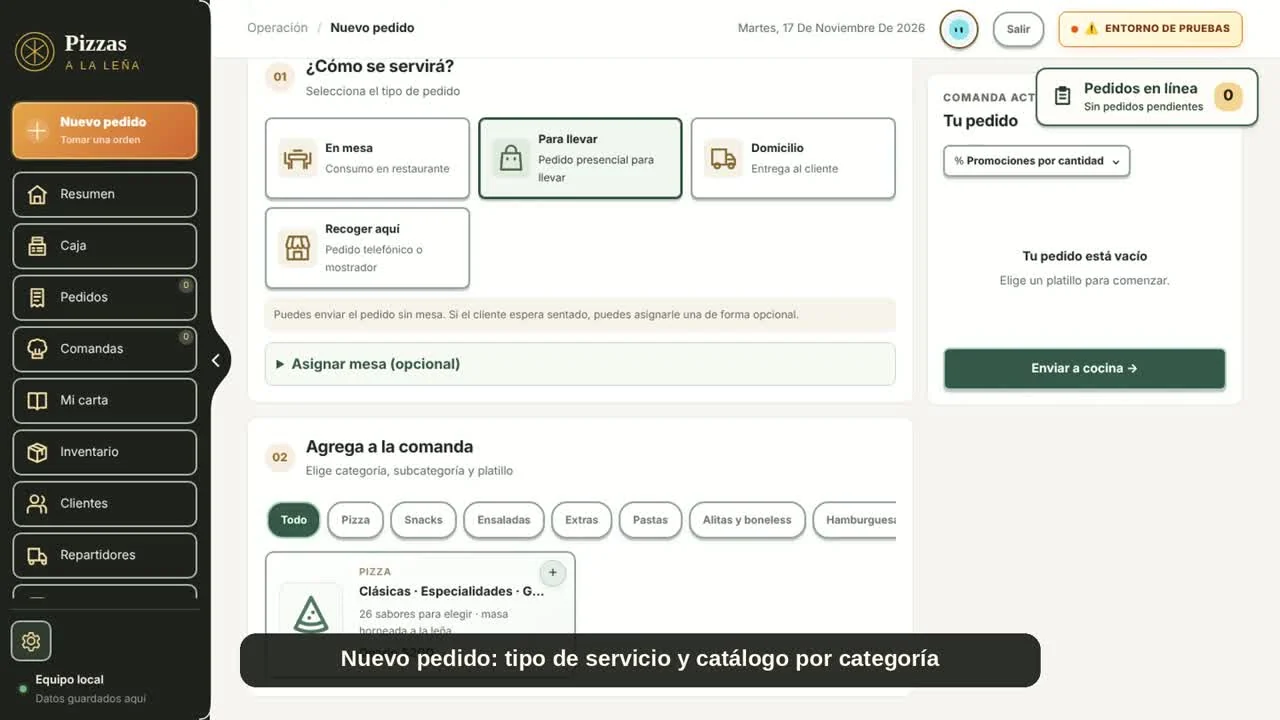 Pizzas
A LA LEÑA
Nuevo pedido
Tomar una orden
Resumen
Caja
Pedidos
0
Comandas
0
Mi carta
Inventario
Clientes
Repartidores
Equipo local
Datos guardados aquí
Operación / Nuevo pedido
Martes, 17 De Noviembre De 2026
Salir
⚠️ ENTORNO DE PRUEBAS
Pedidos en línea
Sin pedidos pendientes
0
01
¿Cómo se servirá?
Selecciona el tipo de pedido
En mesa
Consumo en restaurante
Para llevar
Pedido presencial para
llevar
Domicilio
Entrega al cliente
Recoger aquí
Pedido telefónico o
mostrador
Puedes enviar el pedido sin mesa. Si el cliente espera sentado, puedes asignarle una de forma opcional.
▶ Asignar mesa (opcional)
02
Agrega a la comanda
Elige categoría, subcategoría y platillo
Todo
Pizza
Snacks
Ensaladas
Extras
Pastas
Alitas y boneless
Hamburguesa
PIZZA
+
Clásicas · Especialidades · G...
26 sabores para elegir · masa
horneada a la leña
COMANDA ACT
Tu pedido
% Promociones por cantidad
Tu pedido está vacío
Elige un platillo para comenzar.
Enviar a cocina →
Nuevo pedido: tipo de servicio y catálogo por categoría